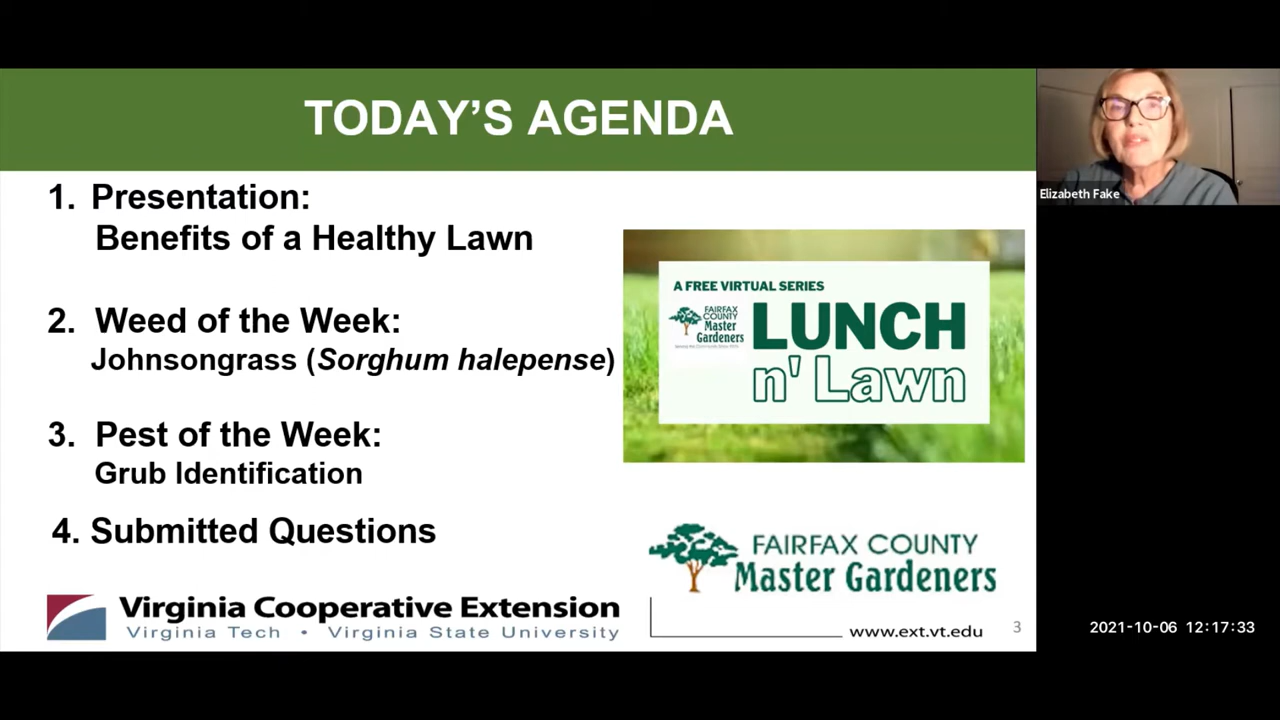 TODAY'S AGENDA
1. Presentation:
Benefits of a Healthy Lawn
2. Weed of the Week:
Johnsongrass (Sorghum halepense)
3. Pest of the Week:
Grub Identification
4. Submitted Questions
A FREE VIRTUAL SERIES
FAIRFAX
COUNTY
Master
Gardeners
LUNCH
n' Lawn
FAIRFAX COUNTY
Master Gardeners
Virginia Cooperative Extension
Virginia Tech • Virginia State University
www.ext.vt.edu
3
Elizabeth Fake
2021-10-06 12:17:33